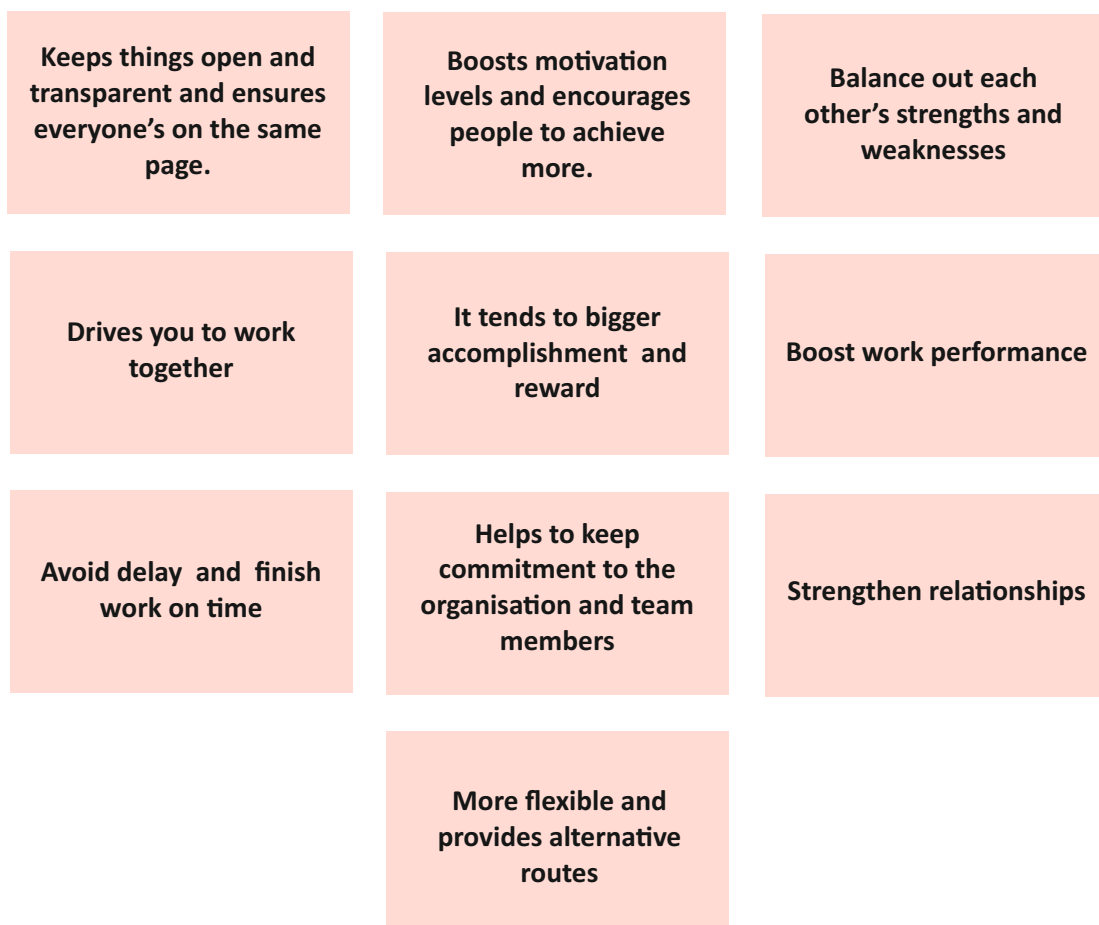 Keeps things open and
transparent and ensures
everyone’s on the same
page.
Boosts motivation
levels and encourages
people to achieve
more.
Balance out each
other’s strengths and
weaknesses
Drives you to work
together
It tends to bigger
accomplishment  and
reward
Boost work performance
Avoid delay  and  finish
work on time
Helps to keep
commitment to the
organisation and team
members
Strengthen relationships
More flexible and
provides alternative
routes